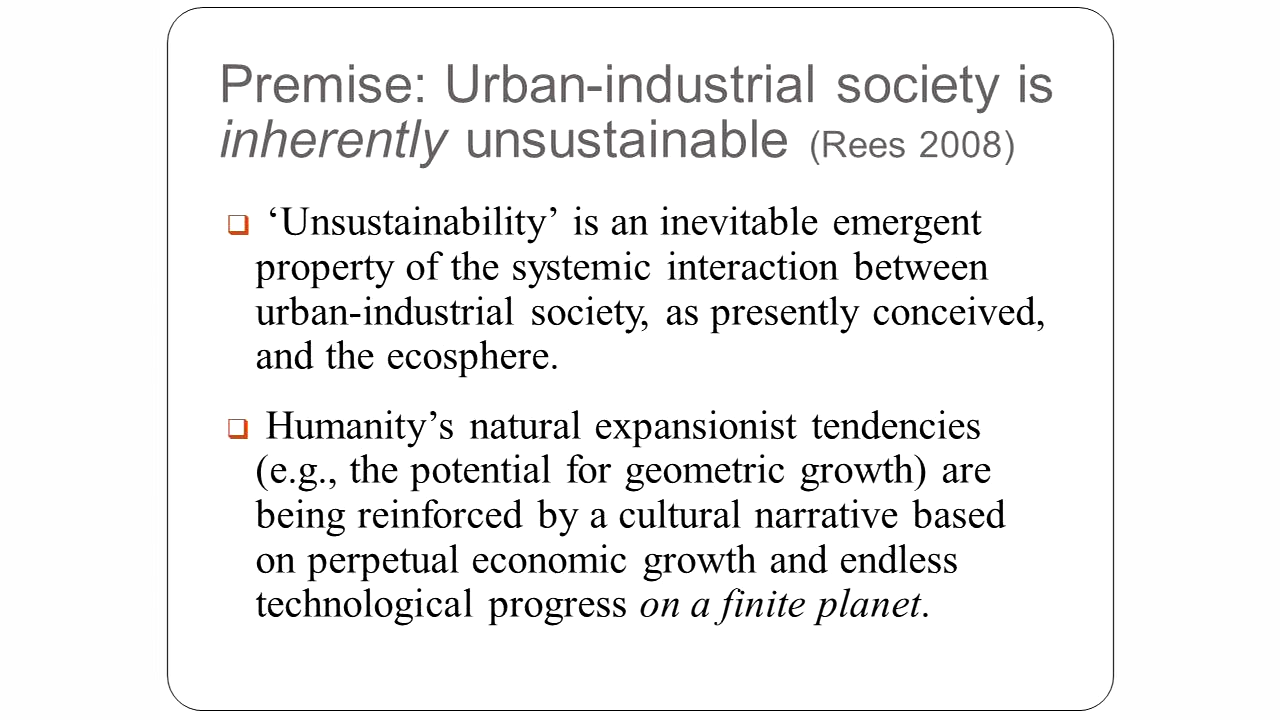 Premise: Urban-industrial society is
inherently unsustainable (Rees 2008)
‘Unsustainability’ is an inevitable emergent
property of the systemic interaction between
urban-industrial society, as presently conceived,
and the ecosphere.
Humanity’s natural expansionist tendencies
(e.g., the potential for geometric growth) are
being reinforced by a cultural narrative based
on perpetual economic growth and endless
technological progress on a finite planet.